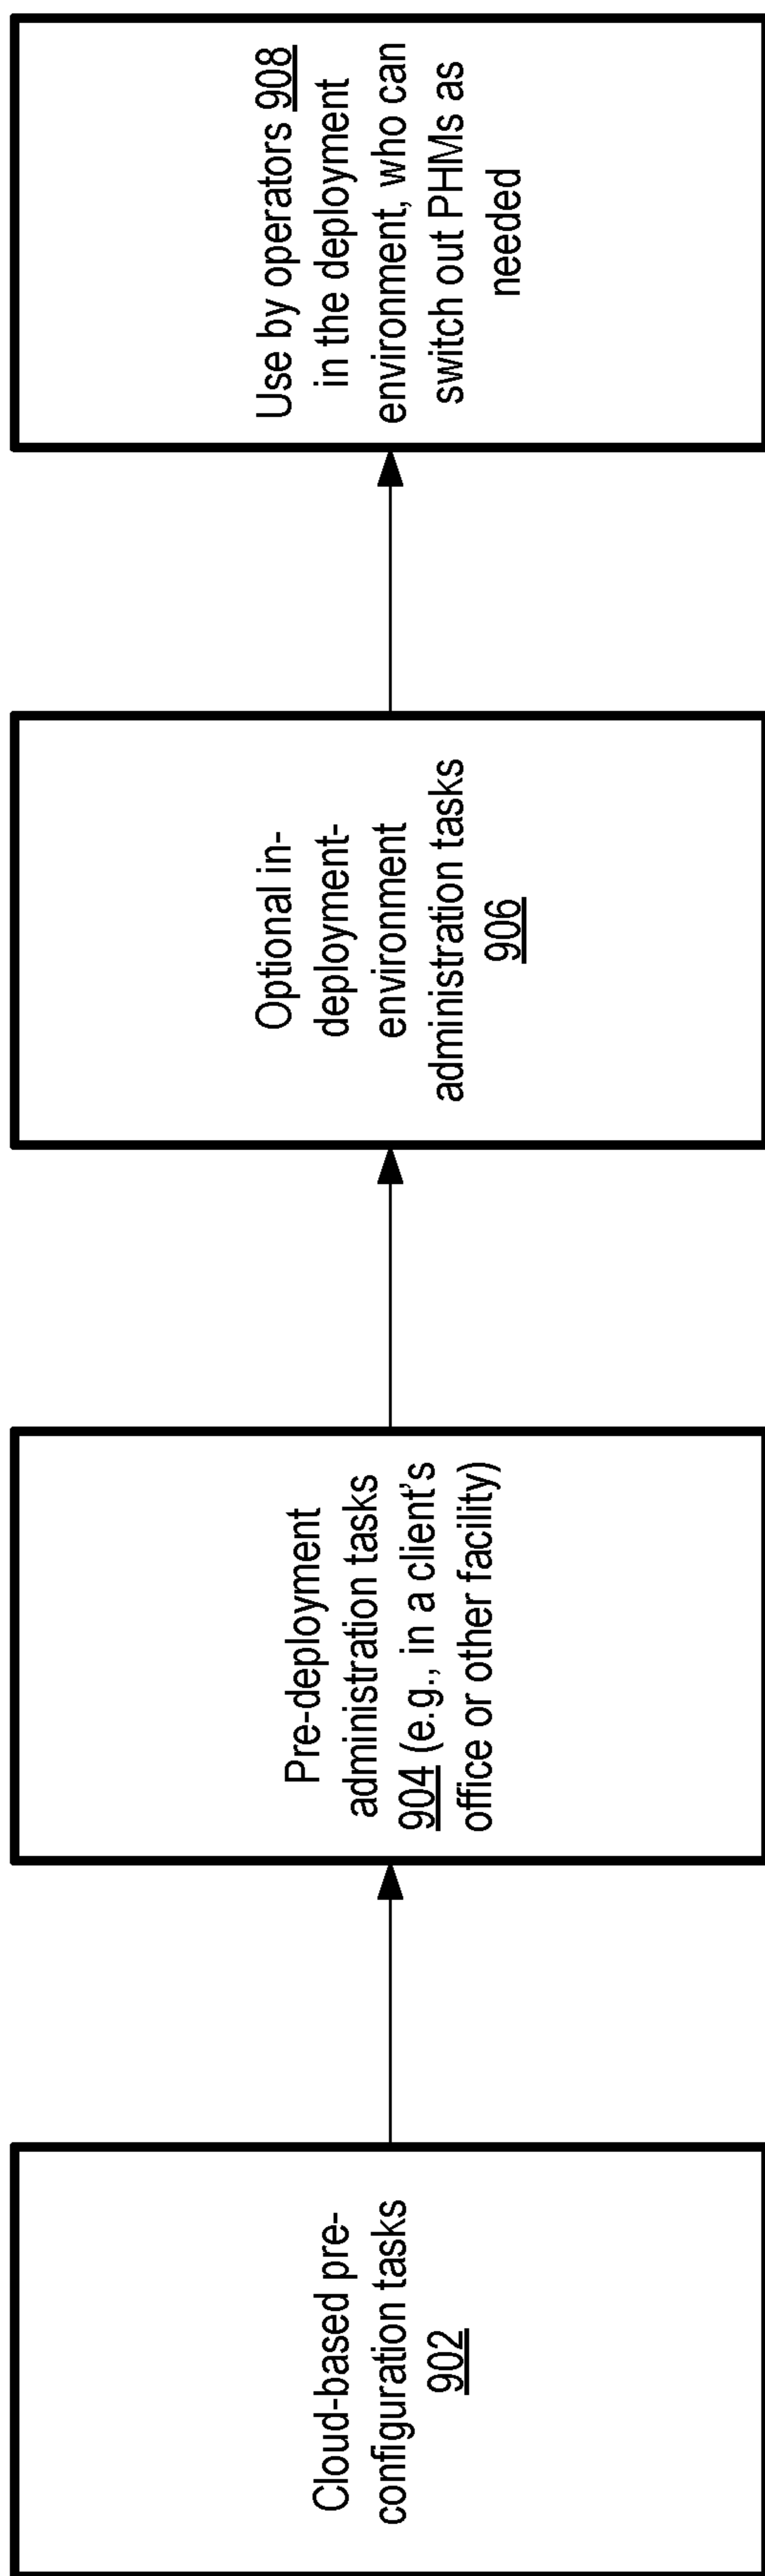 Cloud-based pre-
configuration tasks
902
Pre-deployment
administration tasks
904 (e.g., in a client's
office or other facility)
Optional in-
deployment-
environment
administration tasks
906
Use by operators 908
in the deployment
environment, who can
switch out PHMs as
needed